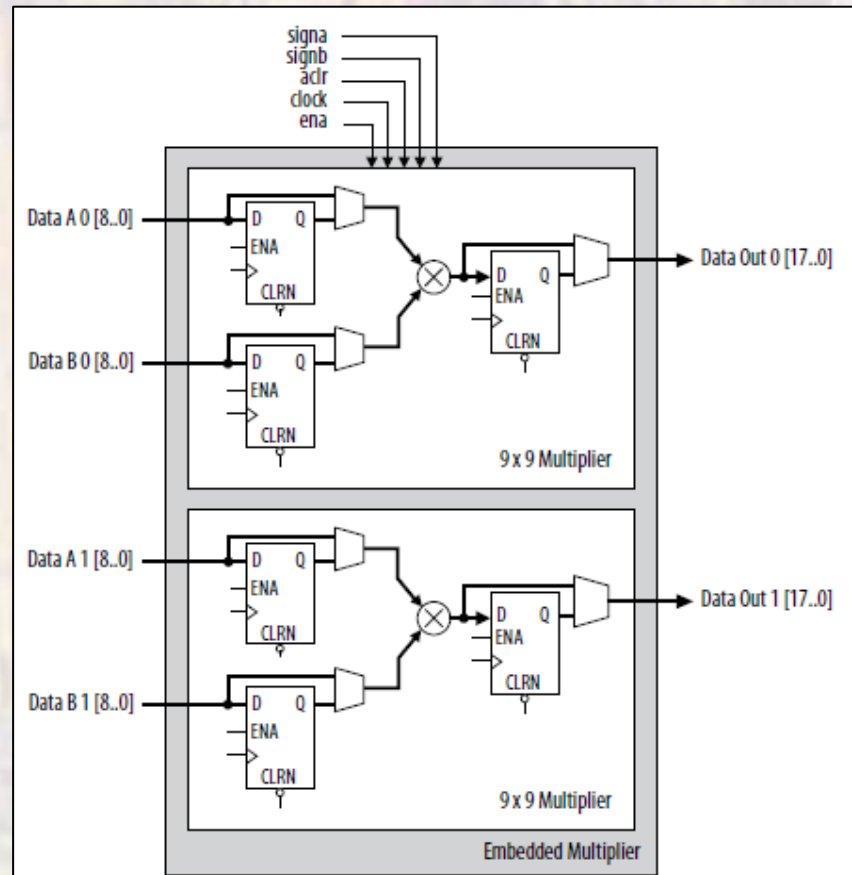 signa
signb
aclr
clock
ena
Data A 0 [8..0]
D Q
ENA
CLRN
Data B 0 [8..0]
D Q
ENA
CLRN
D Q
ENA
CLRN
Data Out 0 [17..0]
9 x 9 Multiplier
Data A 1 [8..0]
D Q
ENA
CLRN
Data B 1 [8..0]
D Q
ENA
CLRN
D Q
ENA
CLRN
Data Out 1 [17..0]
9 x 9 Multiplier
Embedded Multiplier